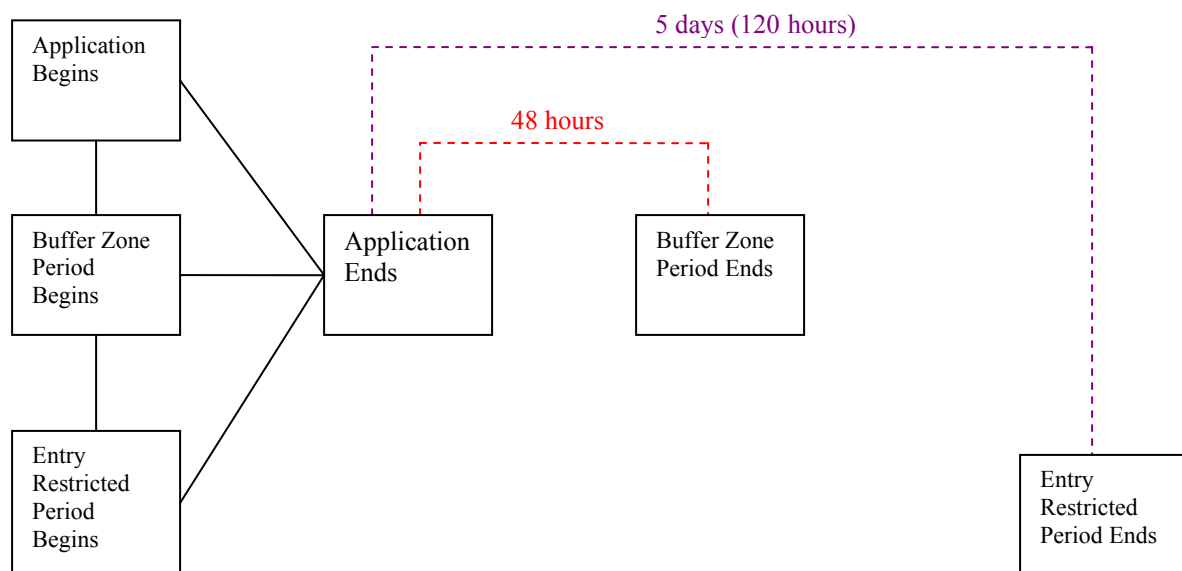 5 days (120 hours)
Application
Begins
48 hours
Buffer Zone
Period
Begins
Application
Ends
Buffer Zone
Period Ends
Entry
Restricted
Period
Begins
Entry
Restricted
Period Ends